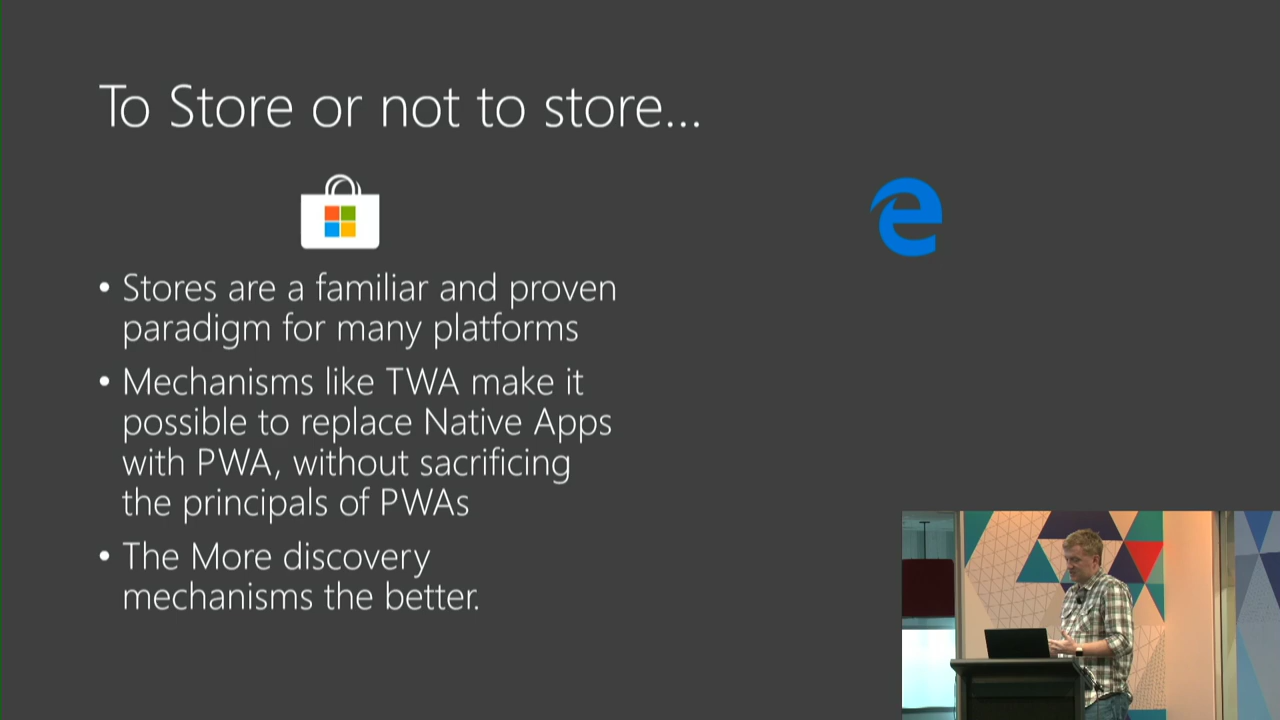 To Store or not to store...
• Stores are a familiar and proven
paradigm for many platforms
• Mechanisms like TWA make it
possible to replace Native Apps
with PWA, without sacrificing
the principals of PWAs
• The More discovery
mechanisms the better.